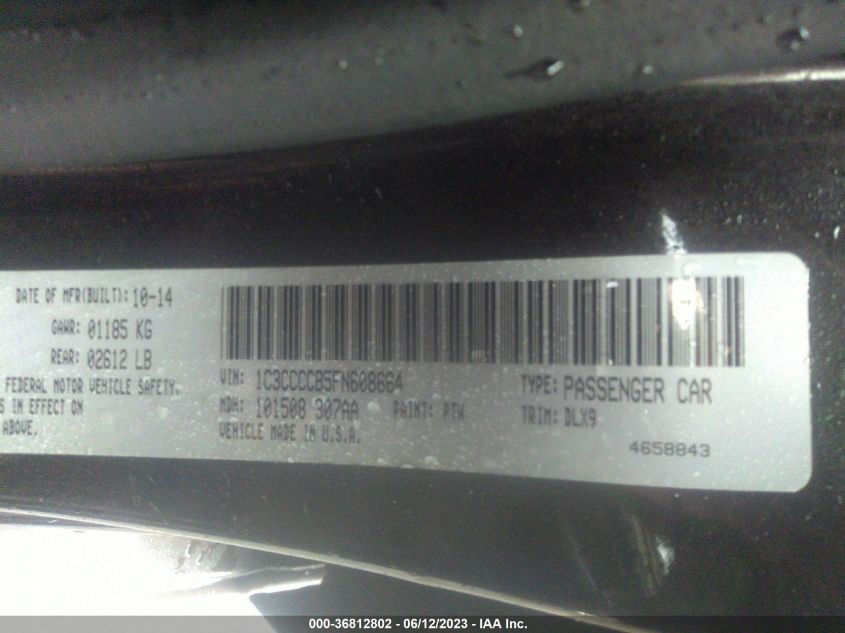 DATE OF MFR(BUILT): 10-14
GAWR: 01185 KG
REAR: 02612 LB
FEDERAL MOTOR VEHICLE SAFETY.
S IN EFFECT ON
ABOVE.
VIN: 1C3CCCCB5FN608664
MDH: 101508 307AA PAINT: PTW
VEHICLE MADE IN U.S.A.
TYPE: PASSENGER CAR
TRIM: DLX9
4658843
000-36812802 - 06/12/2023 - IAA Inc.